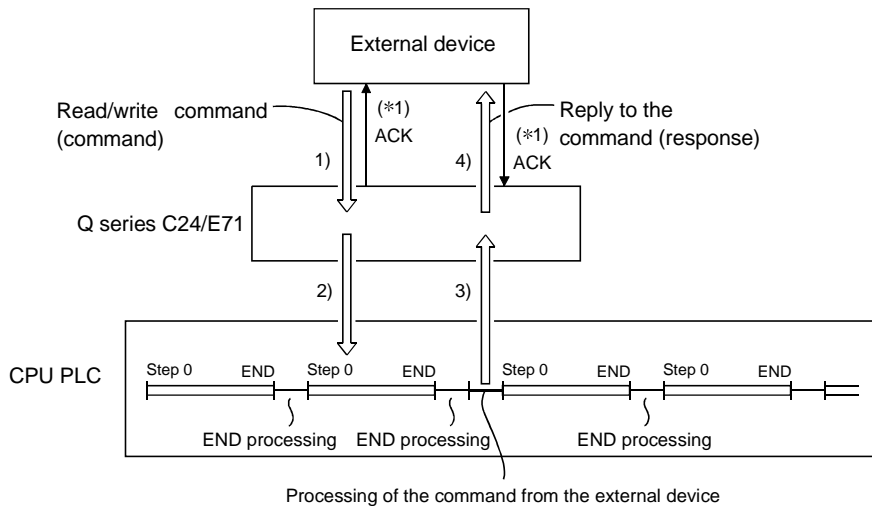 External device
Read/write command
(command)
(*1)
ACK
Reply to the
command (response)
(*1)
ACK
1)
4)
Q series C24/E71
2)
3)
CPU PLC
Step 0 END Step 0 END Step 0 END Step 0 END
END processing END processing END processing
Processing of the command from the external device